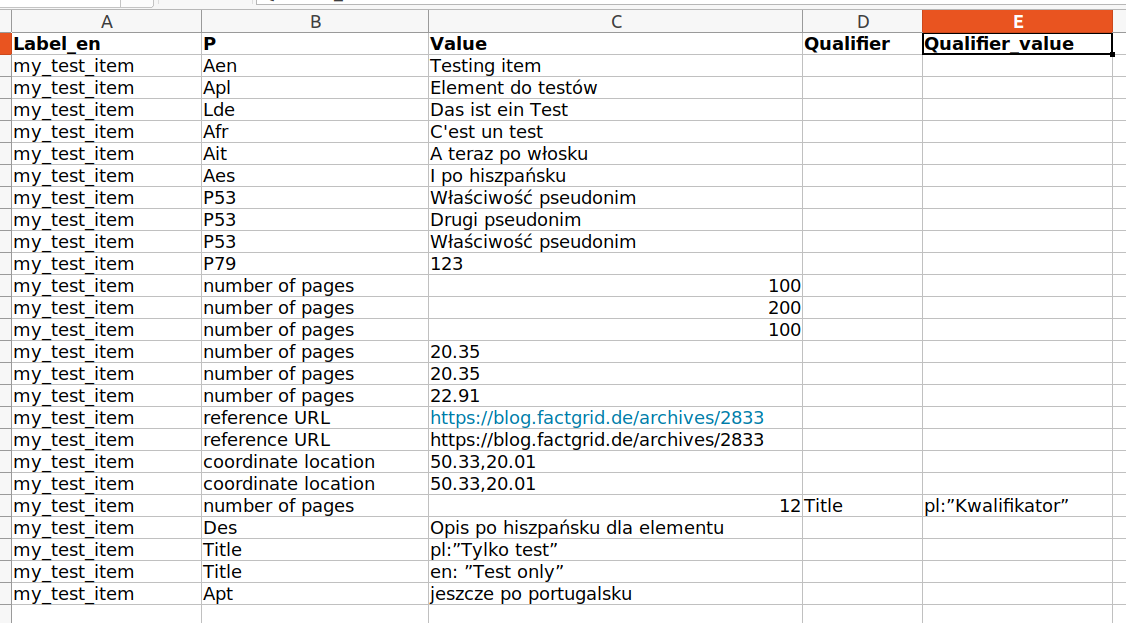 A B C D E
Label_en P Value Qualifier Qualifier_value
my_test_item Aen Testing item
my_test_item Apl Element do testów
my_test_item Lde Das ist ein Test
my_test_item Afr C'est un test
my_test_item Ait A teraz po włosku
my_test_item Aes I po hiszpańsku
my_test_item P53 Właściwość pseudonim
my_test_item P53 Drugi pseudonim
my_test_item P53 Właściwość pseudonim
my_test_item P79 123
my_test_item number of pages 100
my_test_item number of pages 200
my_test_item number of pages 100
my_test_item number of pages 20.35
my_test_item number of pages 20.35
my_test_item number of pages 22.91
my_test_item reference URL https://blog.factgrid.de/archives/2833
my_test_item reference URL https://blog.factgrid.de/archives/2833
my_test_item coordinate location 50.33,20.01
my_test_item coordinate location 50.33,20.01
my_test_item number of pages 12 Title pl:”Kwalifikator”
my_test_item Des Opis po hiszpańsku dla elementu
my_test_item Title pl:”Tylko test”
my_test_item Title en: ”Test only”
my_test_item Apt jeszcze po portugalsku